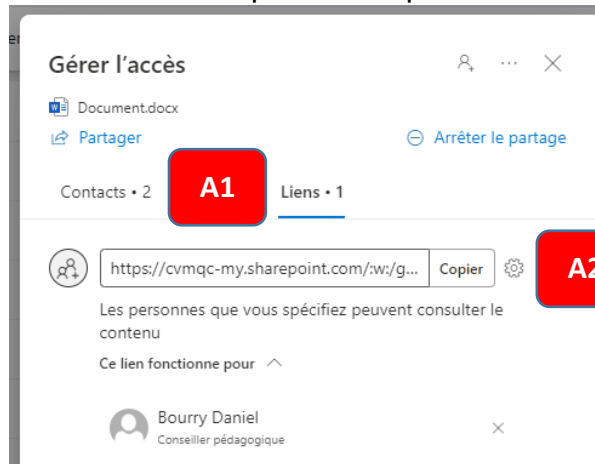 Gérer l'accès
Document.docx
Partager
Arrêter le partage
Contacts • 2
A1
Liens • 1
https://cvmqc-my.sharepoint.com/:w:/g...
Copier
A2
Les personnes que vous spécifiez peuvent consulter le
contenu
Ce lien fonctionne pour
Bourry Daniel
Conseiller pédagogique